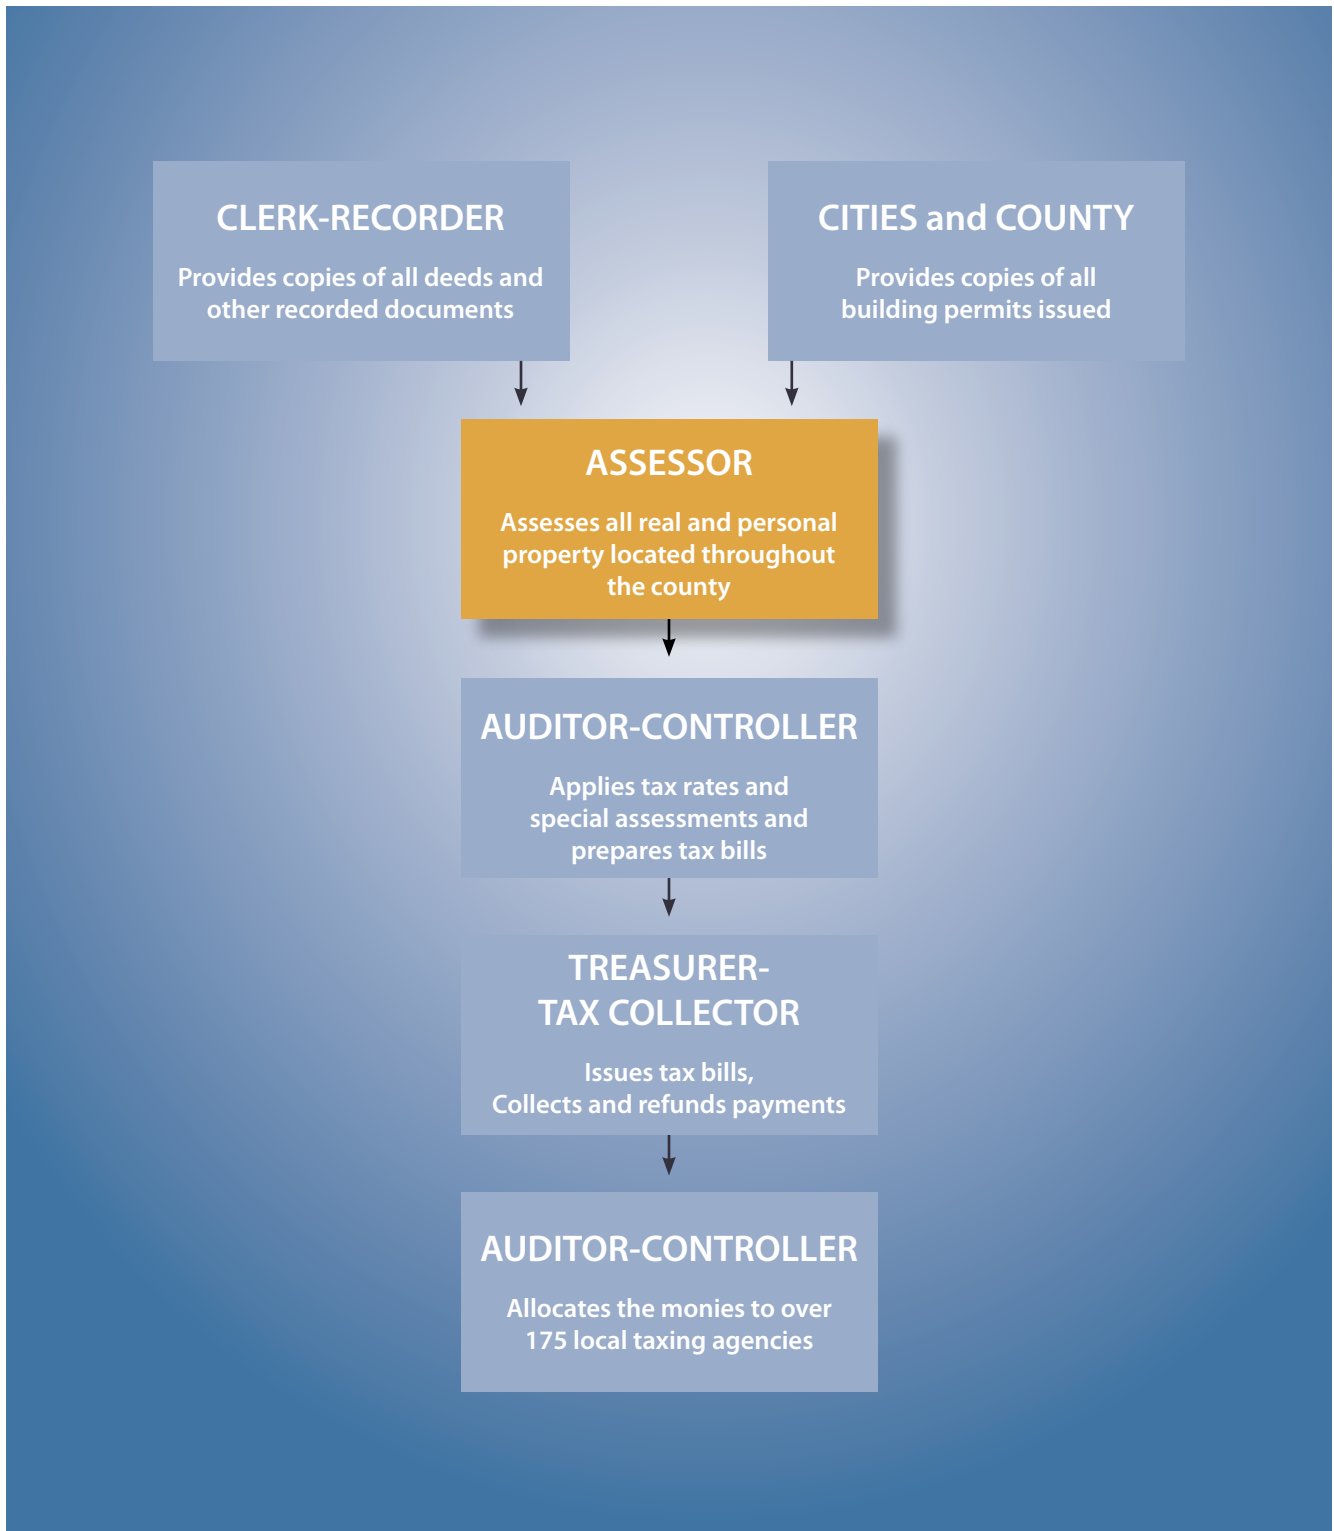 CLERK-RECORDER
Provides copies of all deeds and
other recorded documents
CITIES and COUNTY
Provides copies of all
building permits issued
ASSESSOR
Assesses all real and personal
property located throughout
the county
AUDITOR-CONTROLLER
Applies tax rates and
special assessments and
prepares tax bills
TREASURER-
TAX COLLECTOR
Issues tax bills,
Collects and refunds payments
AUDITOR-CONTROLLER
Allocates the monies to over
175 local taxing agencies